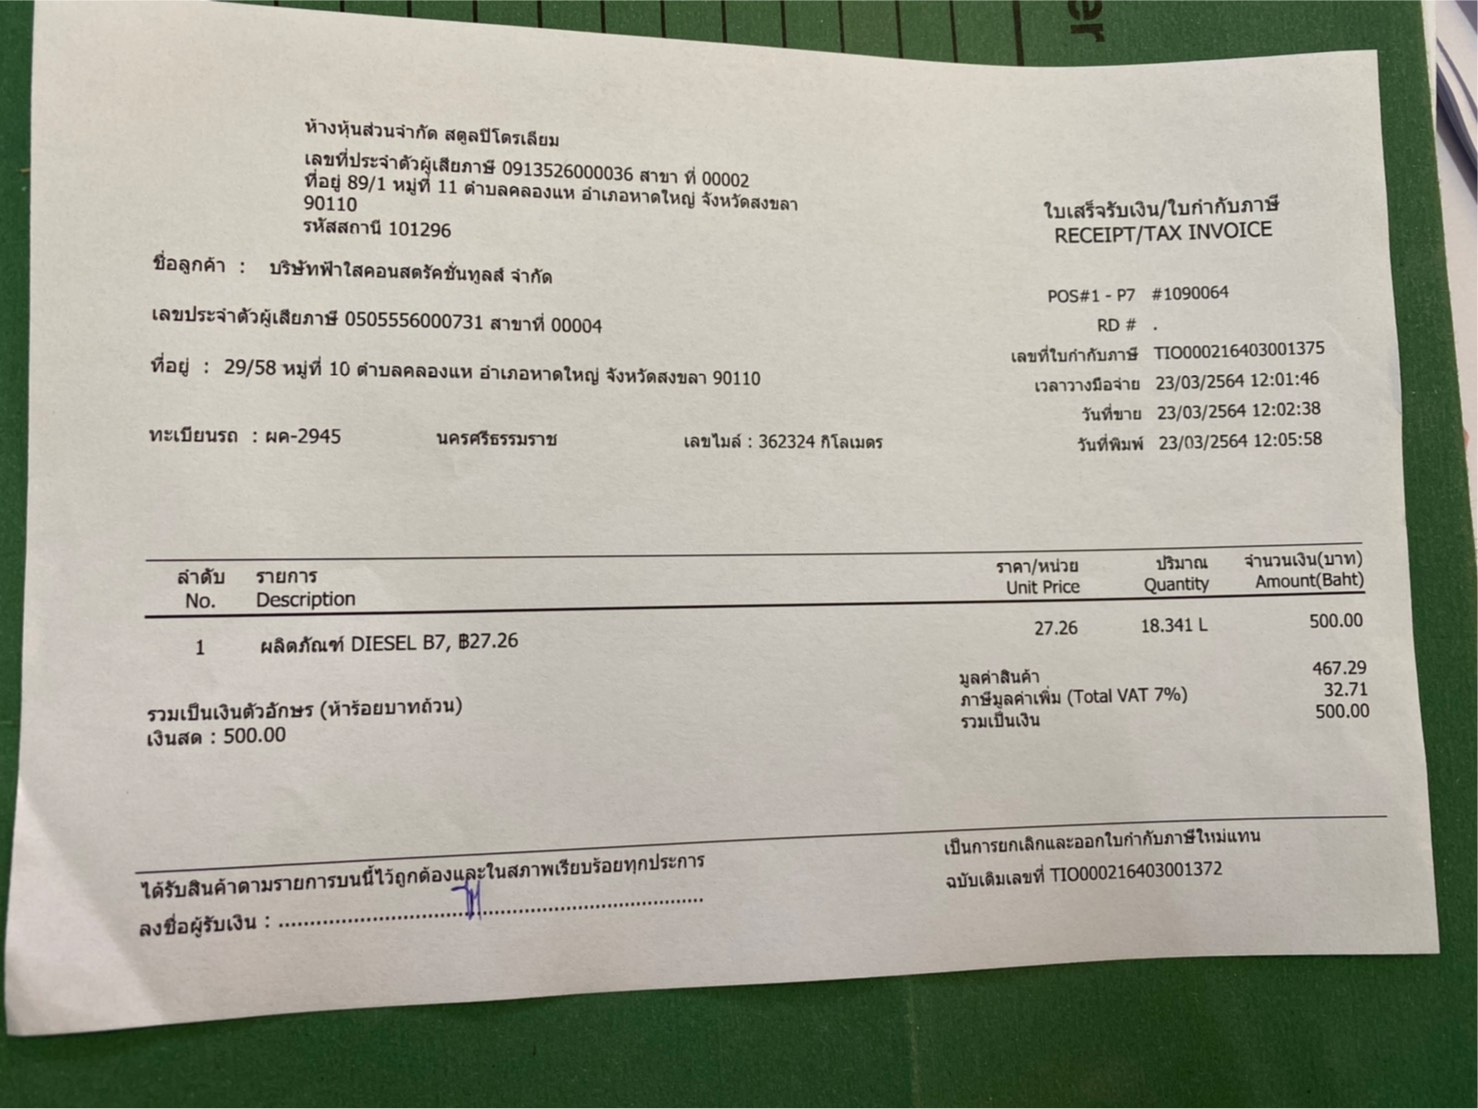 er
ห้างหุ้นส่วนจำกัด สตูลปิโตรเลียม
เลขที่ประจำตัวผู้เสียภาษี 0913526000036 สาขา ที่ 00002
ที่อยู่ 89/1 หมู่ที่ 11 ตำบลคลองแห อำเภอหาดใหญ่ จังหวัดสงขลา
90110
รหัสสถานี 101296
ใบเสร็จรับเงิน/ใบกำกับภาษี
RECEIPT/TAX INVOICE
ชื่อลูกค้า : บริษัทฟ้าใสคอนสตรัคชั่นทูลส์ จำกัด
เลขประจำตัวผู้เสียภาษี 0505556000731 สาขาที่ 00004
ที่อยู่ : 29/58 หมู่ที่ 10 ตำบลคลองแห อำเภอหาดใหญ่ จังหวัดสงขลา 90110
ทะเบียนรถ : ผค-2945 นครศรีธรรมราช เลขไมล์ : 362324 กิโลเมตร
POS#1 - P7 #1090064
RD # .
เลขที่ใบกำกับภาษี TIO000216403001375
เวลาวางมือจ่าย 23/03/2564 12:01:46
วันที่ขาย 23/03/2564 12:02:38
วันที่พิมพ์ 23/03/2564 12:05:58
ลำดับ รายการ ราคา/หน่วย ปริมาณ จำนวนเงิน(บาท)
No. Description Unit Price Quantity Amount(Baht)
1 ผลิตภัณฑ์ DIESEL B7, ฿27.26 27.26 18.341 L 500.00
มูลค่าสินค้า 467.29
ภาษีมูลค่าเพิ่ม (Total VAT 7%) 32.71
รวมเป็นเงิน 500.00
รวมเป็นเงินตัวอักษร (ห้าร้อยบาทถ้วน)
เงินสด : 500.00
ได้รับสินค้าตามรายการบนนี้ไว้ถูกต้องและในสภาพเรียบร้อยทุกประการ
ลงชื่อผู้รับเงิน : ....................................................................
เป็นการยกเลิกและออกใบกำกับภาษีใหม่แทน
ฉบับเดิมเลขที่ TIO000216403001372